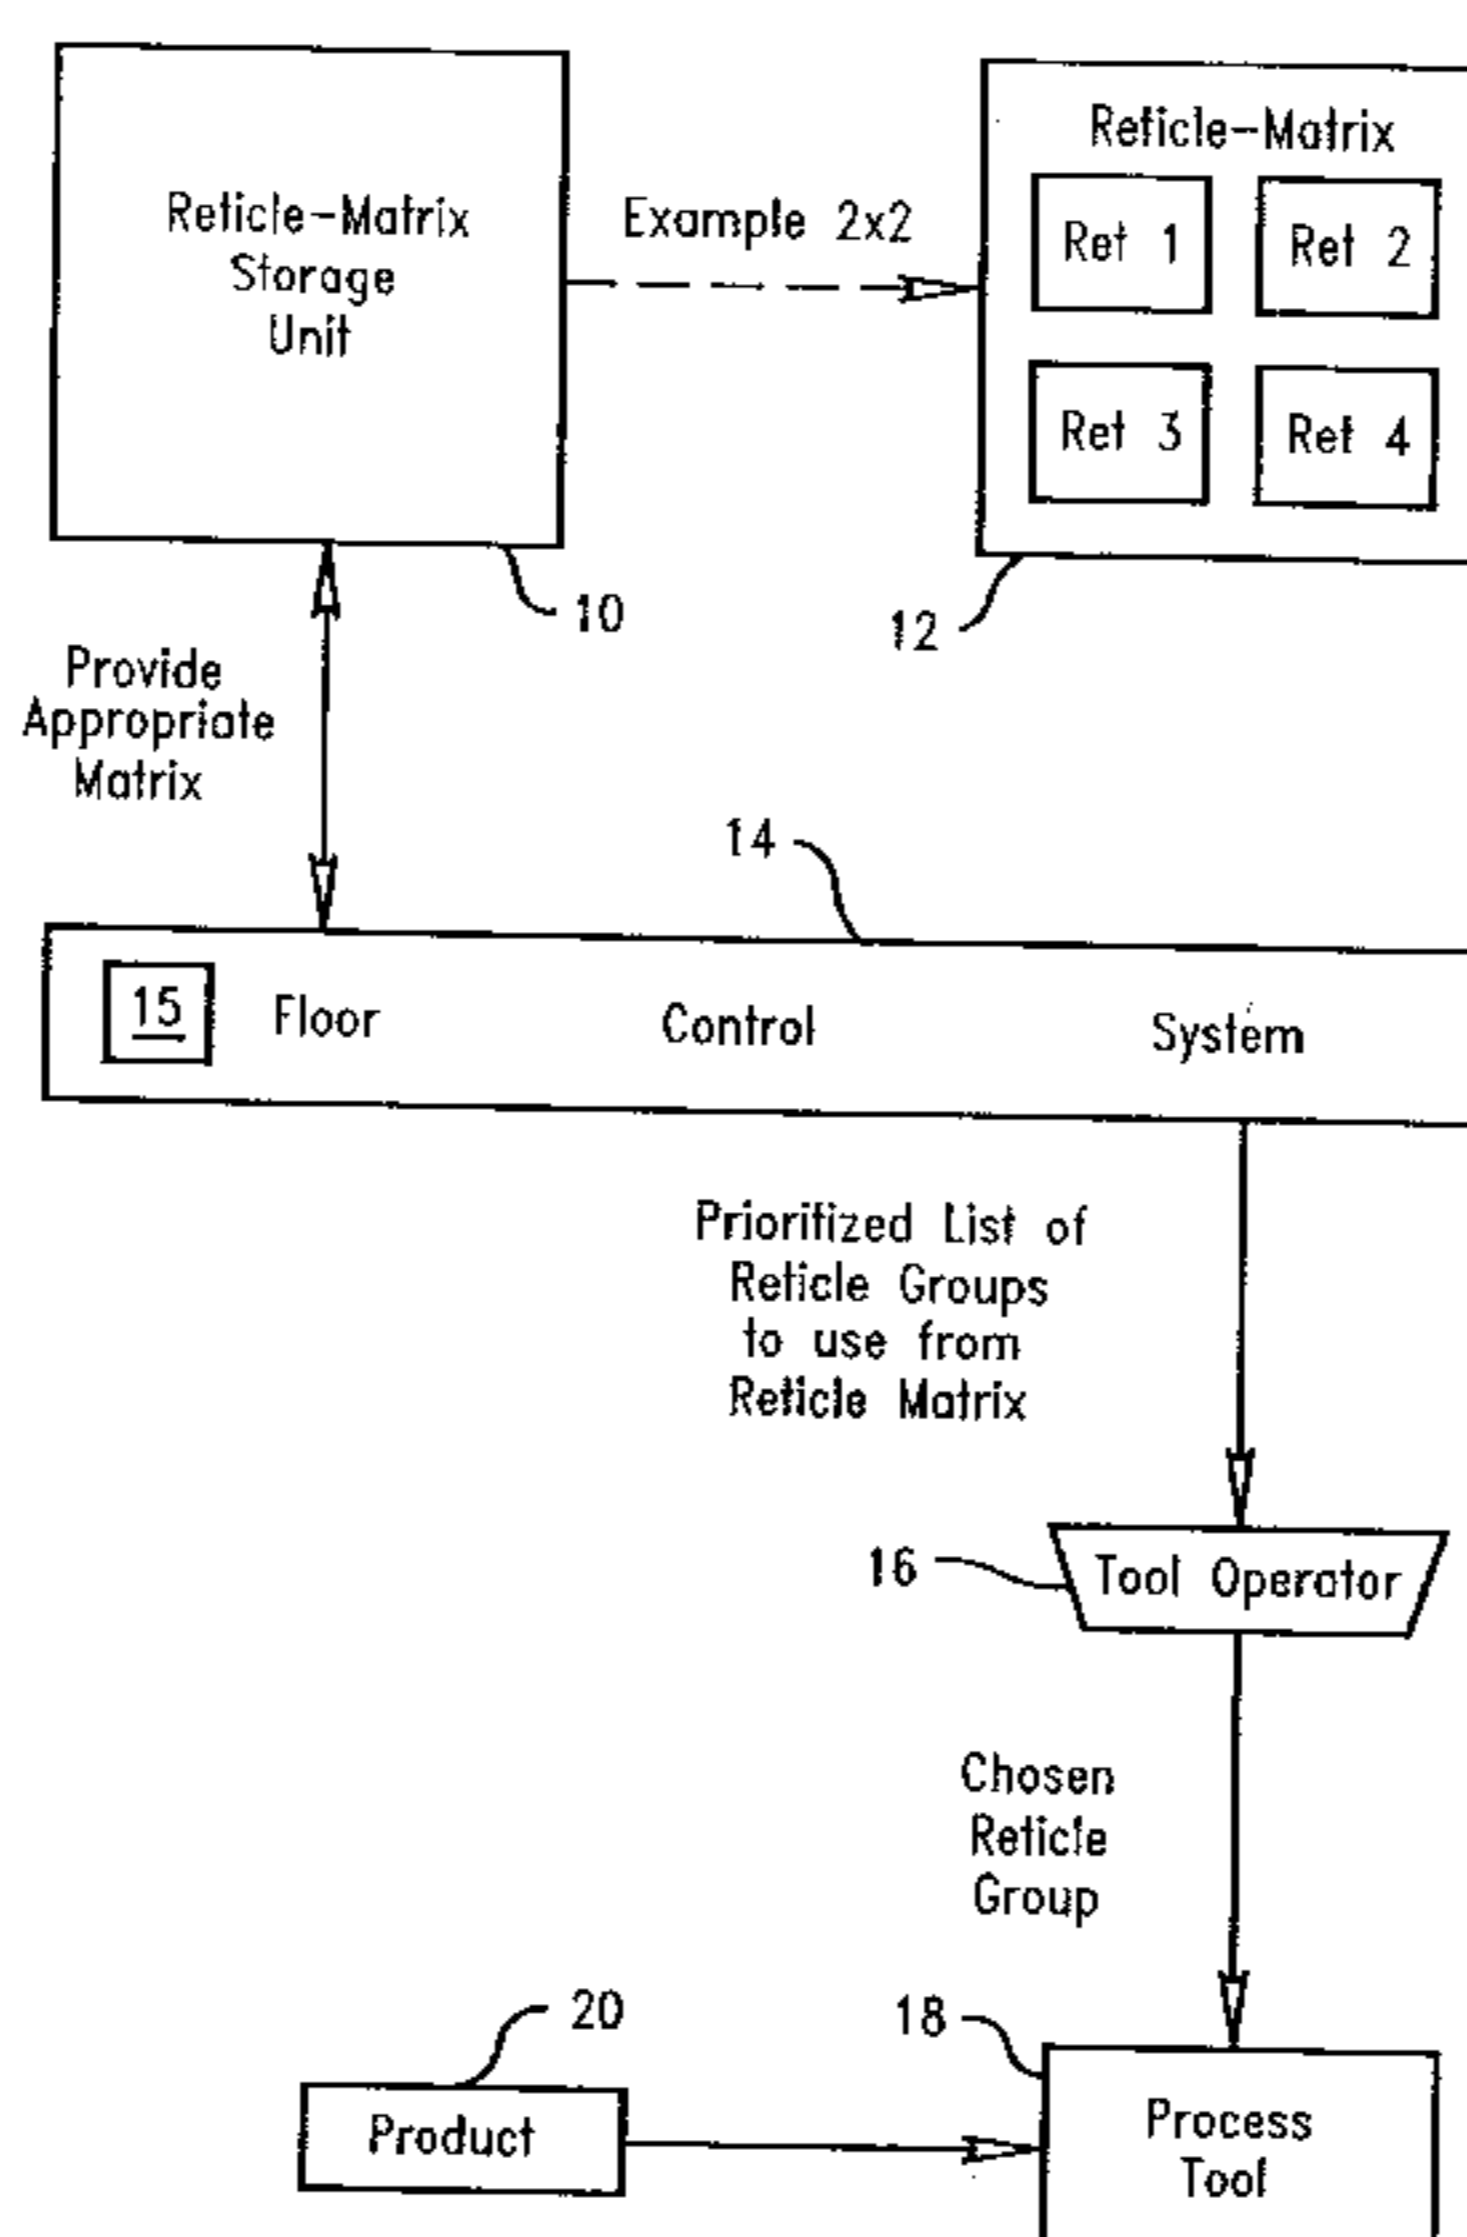 Reticle-Matrix
Storage
Unit
Example 2x2
Reticle-Matrix
Ret 1
Ret 2
Ret 3
Ret 4
10
12
Provide
Appropriate
Matrix
14
15
Floor Control System
Prioritized List of
Reticle Groups
to use from
Reticle Matrix
16
Tool Operator
Chosen
Reticle
Group
20
18
Product
Process
Tool